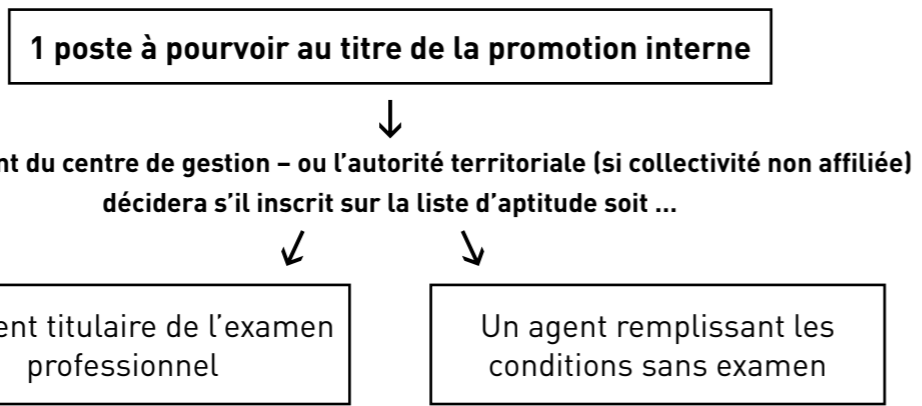 1 poste à pourvoir au titre de la promotion interne
du centre de gestion – ou l’autorité territoriale (si collectivité non affiliée)
décidera s’il inscrit sur la liste d’aptitude soit ...
titulaire de l’examen
professionnel
Un agent remplissant les
conditions sans examen